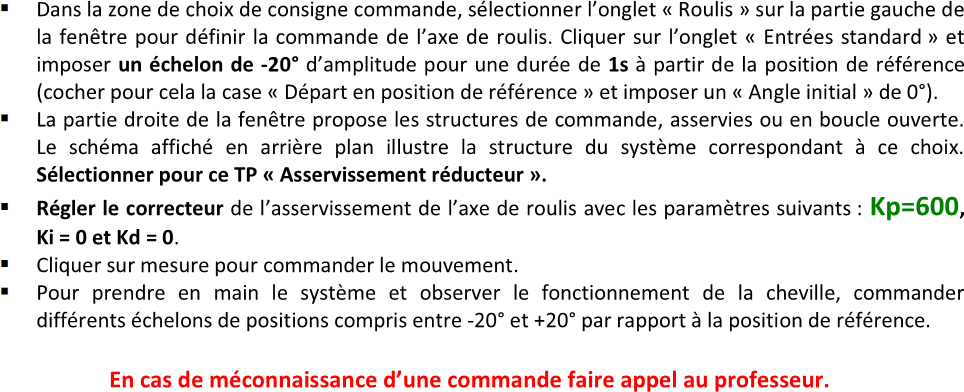 ▪ Dans la zone de choix de consigne commande, sélectionner l’onglet « Roulis » sur la partie gauche de
la fenêtre pour définir la commande de l’axe de roulis. Cliquer sur l’onglet « Entrées standard » et
imposer un échelon de -20° d’amplitude pour une durée de 1s à partir de la position de référence
(cocher pour cela la case « Départ en position de référence » et imposer un « Angle initial » de 0°).
▪ La partie droite de la fenêtre propose les structures de commande, asservies ou en boucle ouverte.
Le schéma affiché en arrière plan illustre la structure du système correspondant à ce choix.
Sélectionner pour ce TP « Asservissement réducteur ».
▪ Régler le correcteur de l’asservissement de l’axe de roulis avec les paramètres suivants : Kp=600,
Ki = 0 et Kd = 0.
▪ Cliquer sur mesure pour commander le mouvement.
▪ Pour prendre en main le système et observer le fonctionnement de la cheville, commander
différents échelons de positions compris entre -20° et +20° par rapport à la position de référence.
En cas de méconnaissance d’une commande faire appel au professeur.